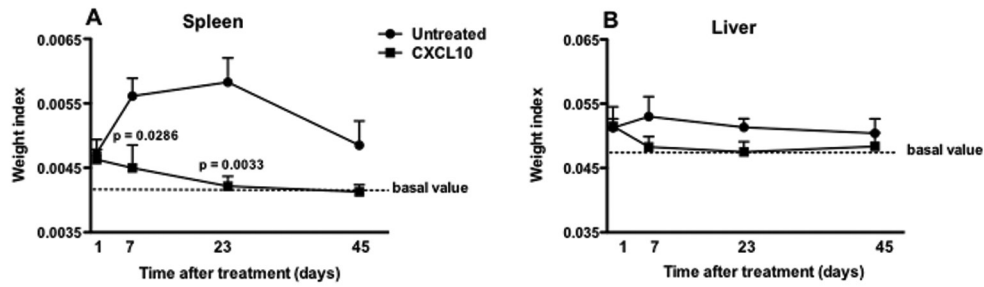 A
Spleen
Untreated
CXCL10
Weight index
0.0065
0.0055
0.0045
0.0035
p = 0.0286
p = 0.0033
basal value
1 7 23 45
Time after treatment (days)
B
Liver
Weight index
0.065
0.055
0.045
0.035
basal value
1 7 23 45
Time after treatment (days)